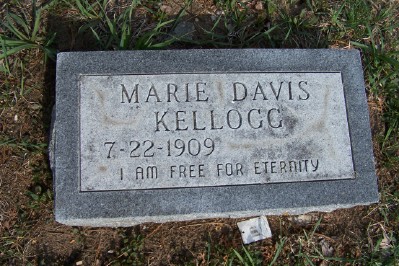 MARIE DAVIS
KELLOGG
7-22-1909
I AM FREE FOR ETERNITY